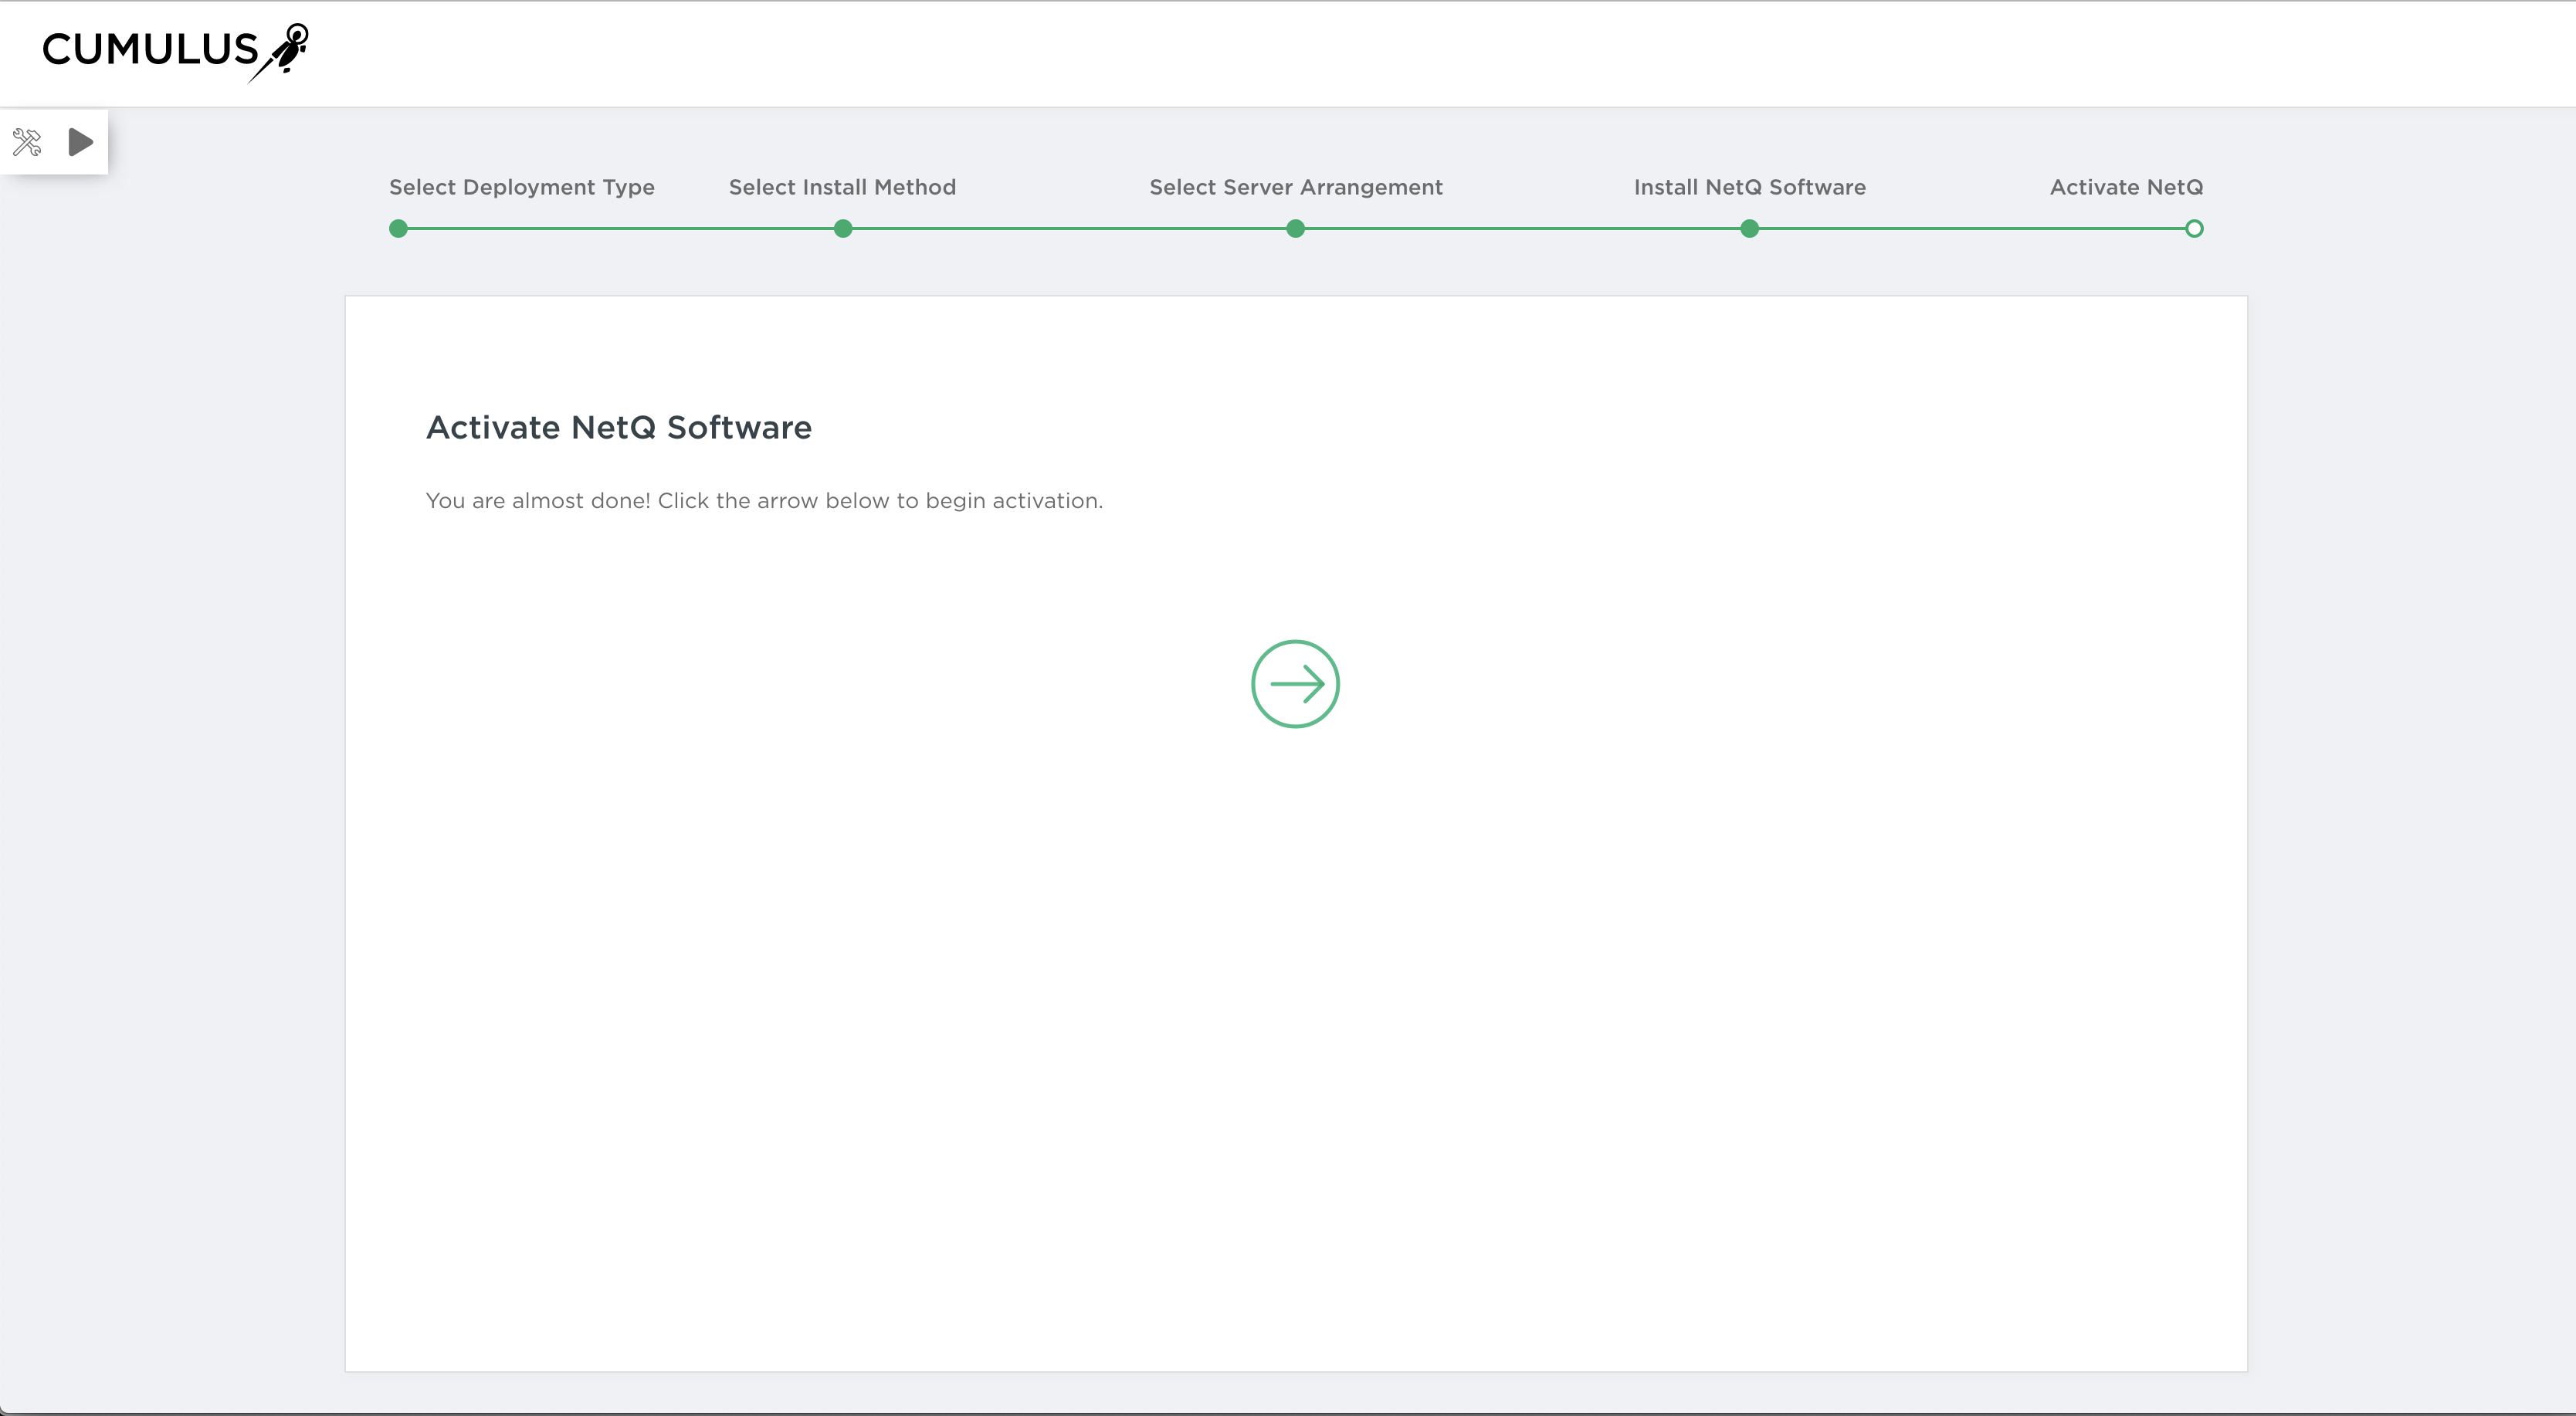 CUMULUS
Select Deployment Type
Select Install Method
Select Server Arrangement
Install NetQ Software
Activate NetQ
Activate NetQ Software
You are almost done! Click the arrow below to begin activation.